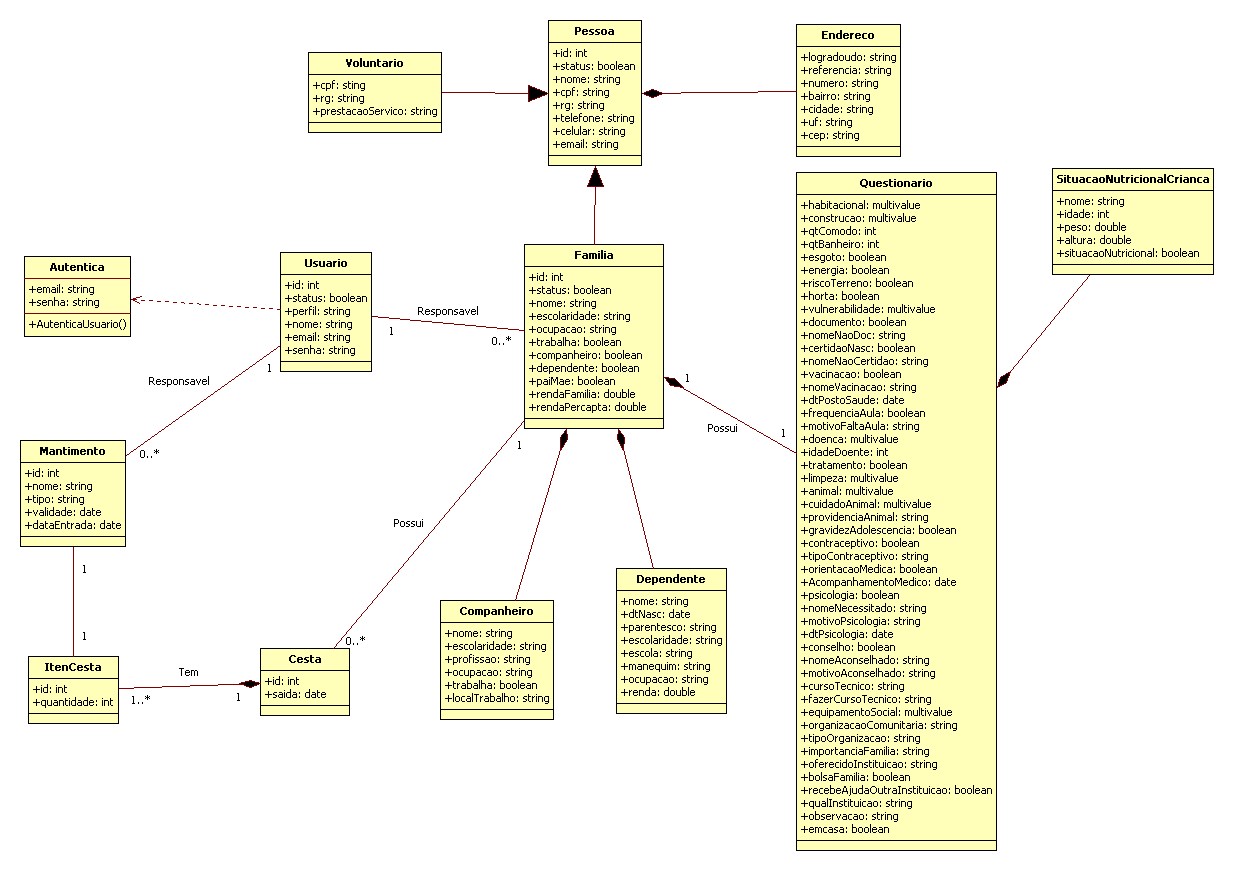 Pessoa
+id: int
+status: boolean
+nome: string
+cpf: string
+rg: string
+telefone: string
+celular: string
+email: string
Endereco
+logradoudo: string
+referencia: string
+numero: string
+bairro: string
+cidade: string
+uf: string
+cep: string
Voluntario
+cpf: sting
+rg: string
+prestacaoServico: string
Questionario
+habitacional: multivalue
+construcao: multivalue
+qtComodo: int
+qtBanheiro: int
+esgoto: boolean
+energia: boolean
+riscoTerreno: boolean
+horta: boolean
+vulnerabilidade: multivalue
+documento: boolean
+nomeNaoDoc: string
+certidaoNasc: boolean
+nomeNaoCertidao: string
+vacinacao: boolean
+nomeVacinacao: string
+dtPostoSaude: date
+frequenciaAula: boolean
+motivoFaltaAula: string
+doenca: multivalue
+idadeDoente: int
+tratamento: boolean
+limpeza: multivalue
+animal: multivalue
+cuidadoAnimal: multivalue
+providenciaAnimal: string
+gravidezAdolescencia: boolean
+contraceptivo: boolean
+tipoContraceptivo: string
+orientacaoMedica: boolean
+AcompanhamentoMedico: date
+psicologia: boolean
+nomeNecessitado: string
+motivoPsicologia: string
+dtPsicologia: date
+conselho: boolean
+nomeAconselhado: string
+motivoAconselhado: string
+cursoTecnico: string
+fazerCursoTecnico: string
+equipamentoSocial: multivalue
+organizacaoComunitaria: string
+tipoOrganizacao: string
+importanciaFamilia: string
+oferecidoInstituicao: string
+bolsaFamilia: boolean
+recebeAjudaOutraInstituicao: boolean
+qualInstituicao: string
+observacao: string
+emcasa: boolean
SituacaoNutricionalCrianca
+nome: string
+idade: int
+peso: double
+altura: double
+situacaoNutricional: boolean
Autentica
+email: string
+senha: string
+AutenticaUsuario()
Usuario
+id: int
+status: boolean
+perfil: string
+nome: string
+email: string
+senha: string
Responsavel
1
0..*
Familia
+id: int
+status: boolean
+nome: string
+escolaridade: string
+ocupacao: string
+trabalha: boolean
+companheiro: boolean
+dependente: boolean
+paiMae: boolean
+rendaFamilia: double
+rendaPercapta: double
1
Possui
1
Responsavel
1
0..*
Mantimento
+id: int
+nome: string
+tipo: string
+validade: date
+dataEntrada: date
1
1
1
Possui
0..*
ItenCesta
+id: int
+quantidade: int
Tem
1..*
1
Cesta
+id: int
+saida: date
Companheiro
+nome: string
+escolaridade: string
+profissao: string
+ocupacao: string
+trabalha: boolean
+localTrabalho: string
Dependente
+nome: string
+dtNasc: date
+parentesco: string
+escolaridade: string
+escola: string
+manequim: string
+ocupacao: string
+renda: double